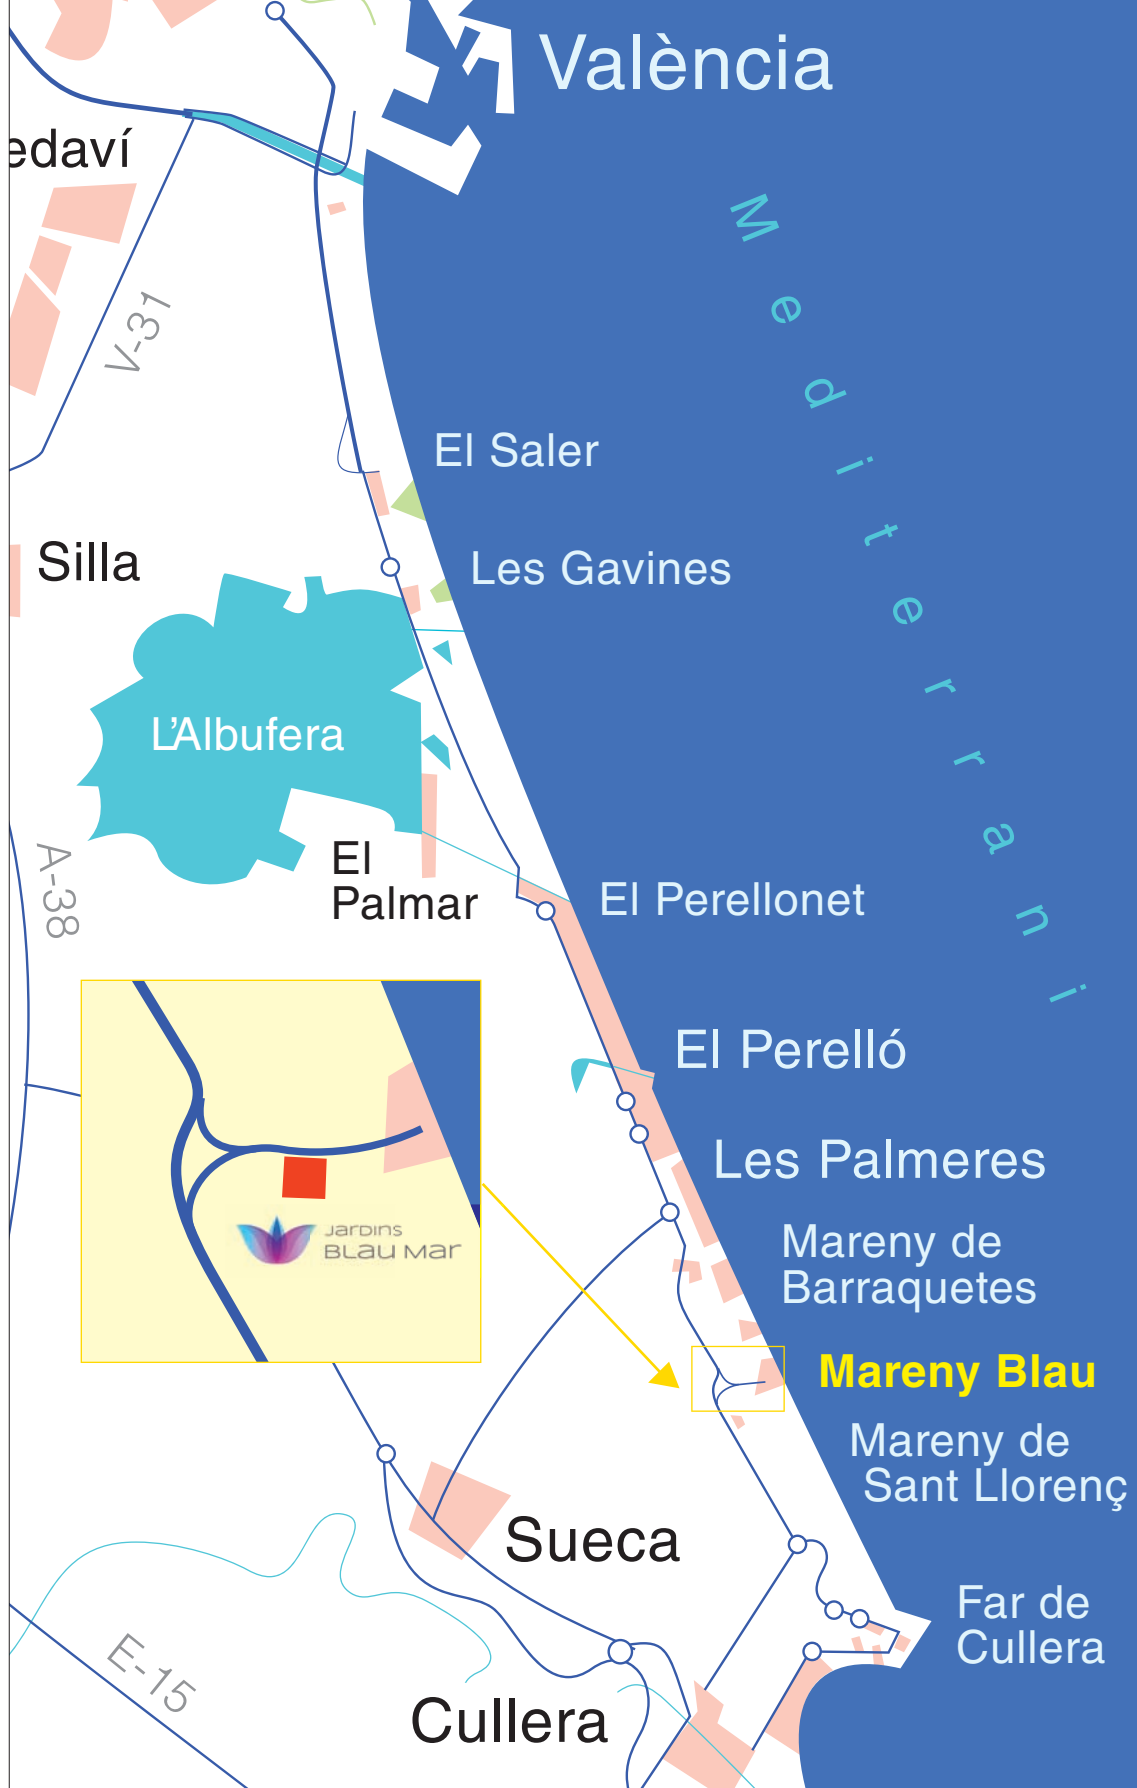 València
edaví
Mediterrani
V-31
El Saler
Silla
Les Gavines
L'Albufera
A-38
El
Palmar
El Perellonet
El Perelló
Les Palmeres
Jardins
Blau Mar
Mareny de
Barraquetes
Mareny Blau
Mareny de
Sant Llorenç
Sueca
Far de
Cullera
E-15
Cullera